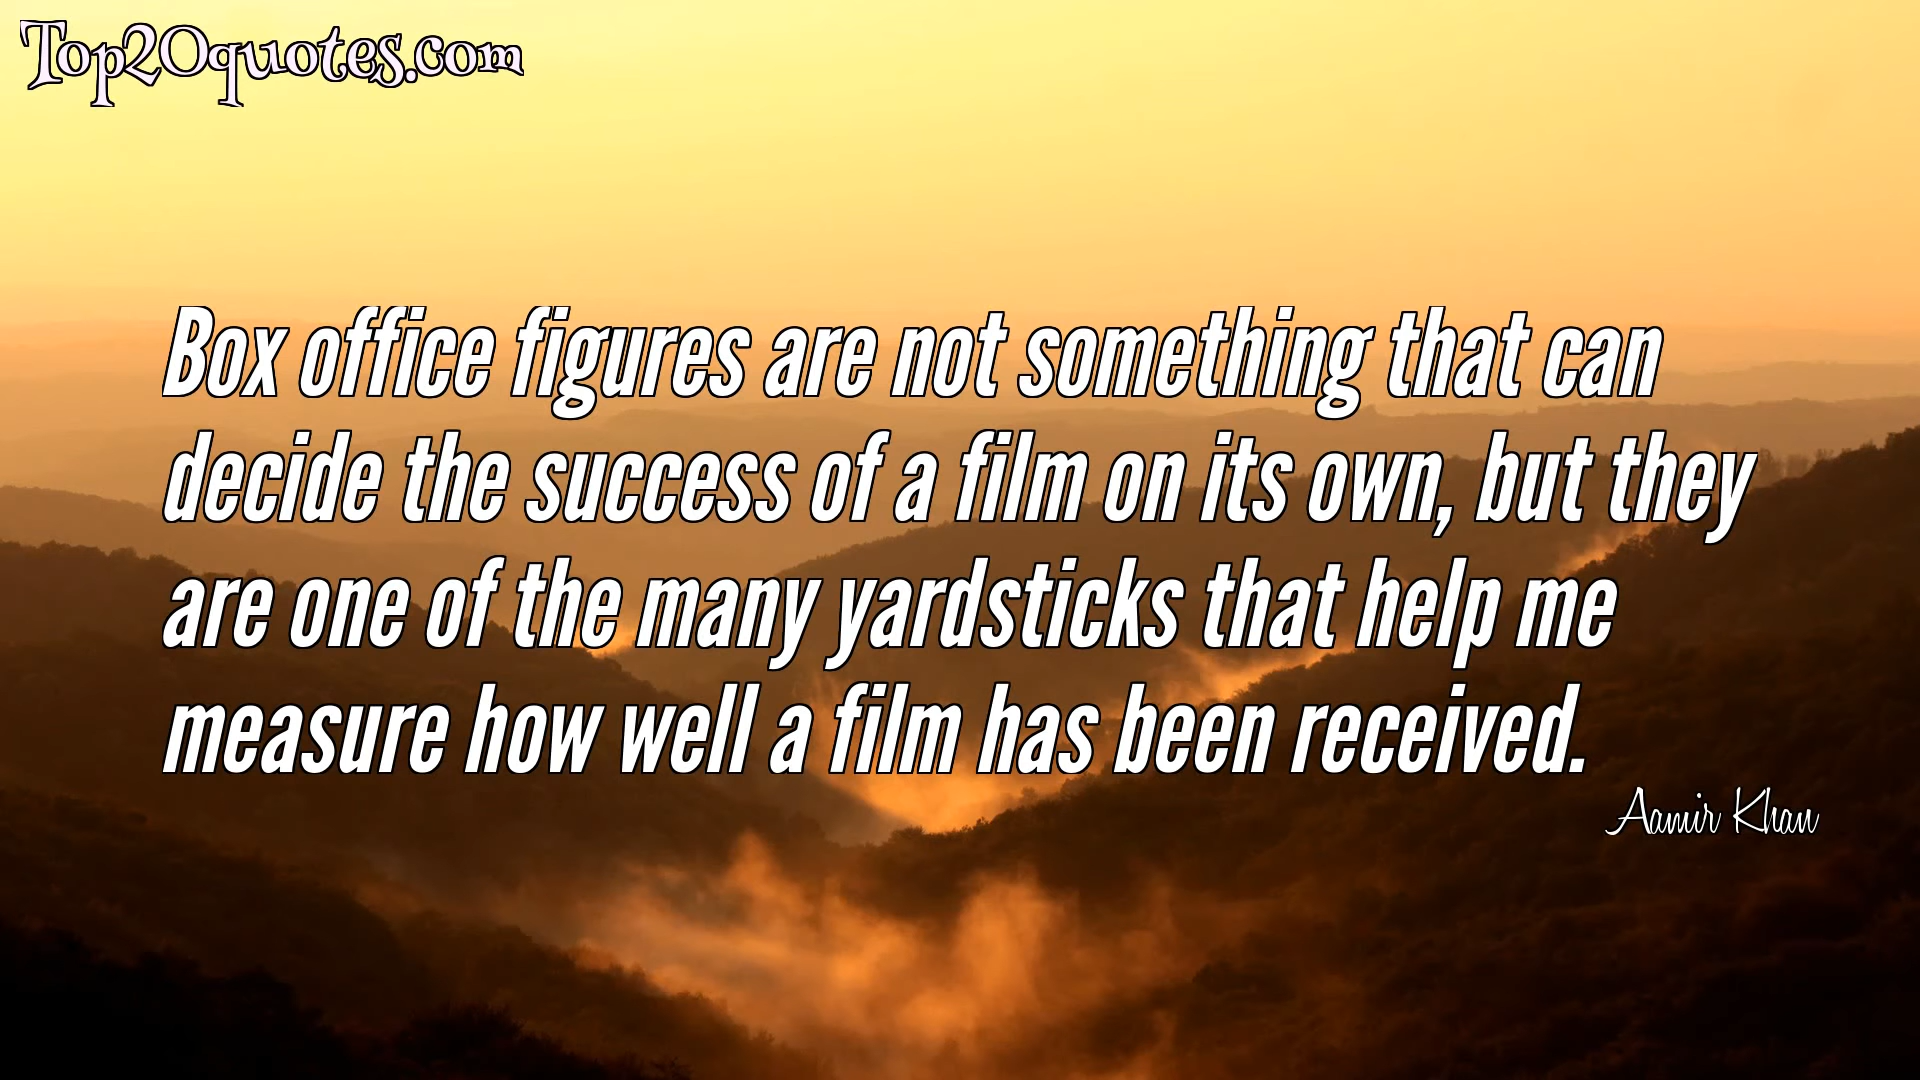 Top20quotes.com
Box office figures are not something that can
decide the success of a film on its own, but they
are one of the many yardsticks that help me
measure how well a film has been received.
Aamir Khan